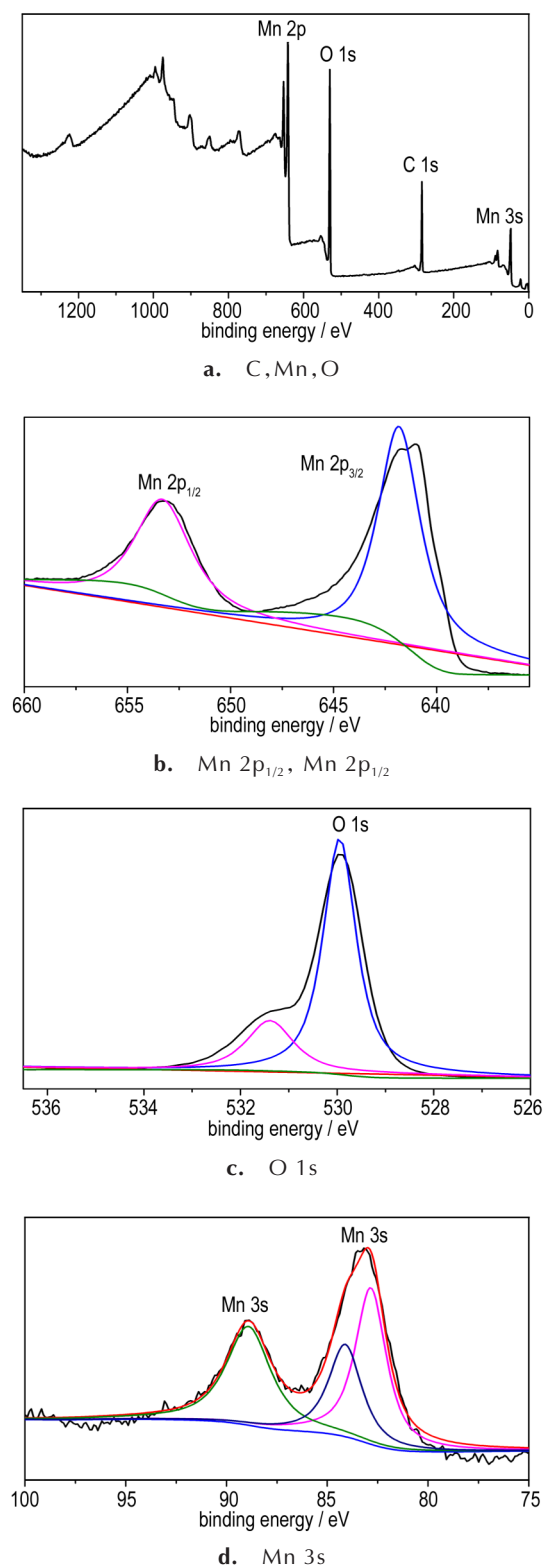 Mn 2p
O 1s
C 1s
Mn 3s
1200 1000 800 600 400 200 0
binding energy / eV
a. C,Mn,O
Mn 2p3/2
Mn 2p1/2
660 655 650 645 640
binding energy / eV
b. Mn 2p1/2, Mn 2p1/2
O 1s
536 534 532 530 528 526
binding energy / eV
c. O 1s
Mn 3s
Mn 3s
100 95 90 85 80 75
binding energy / eV
d. Mn 3s